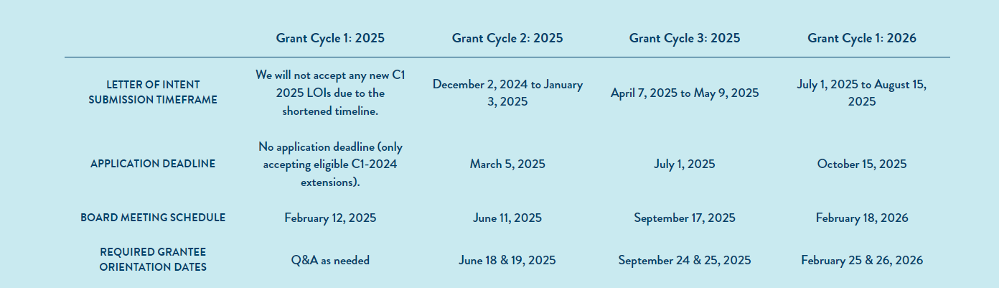 Grant Cycle 1: 2025
Grant Cycle 2: 2025
Grant Cycle 3: 2025
Grant Cycle 1: 2026
LETTER OF INTENT
SUBMISSION TIMEFRAME
We will not accept any new C1
2025 LOIs due to the
shortened timeline.
December 2, 2024 to January
3, 2025
April 7, 2025 to May 9, 2025
July 1, 2025 to August 15,
2025
APPLICATION DEADLINE
No application deadline (only
accepting eligible C1-2024
extensions).
March 5, 2025
July 1, 2025
October 15, 2025
BOARD MEETING SCHEDULE
February 12, 2025
June 11, 2025
September 17, 2025
February 18, 2026
REQUIRED GRANTEE
ORIENTATION DATES
Q&A as needed
June 18 & 19, 2025
September 24 & 25, 2025
February 25 & 26, 2026